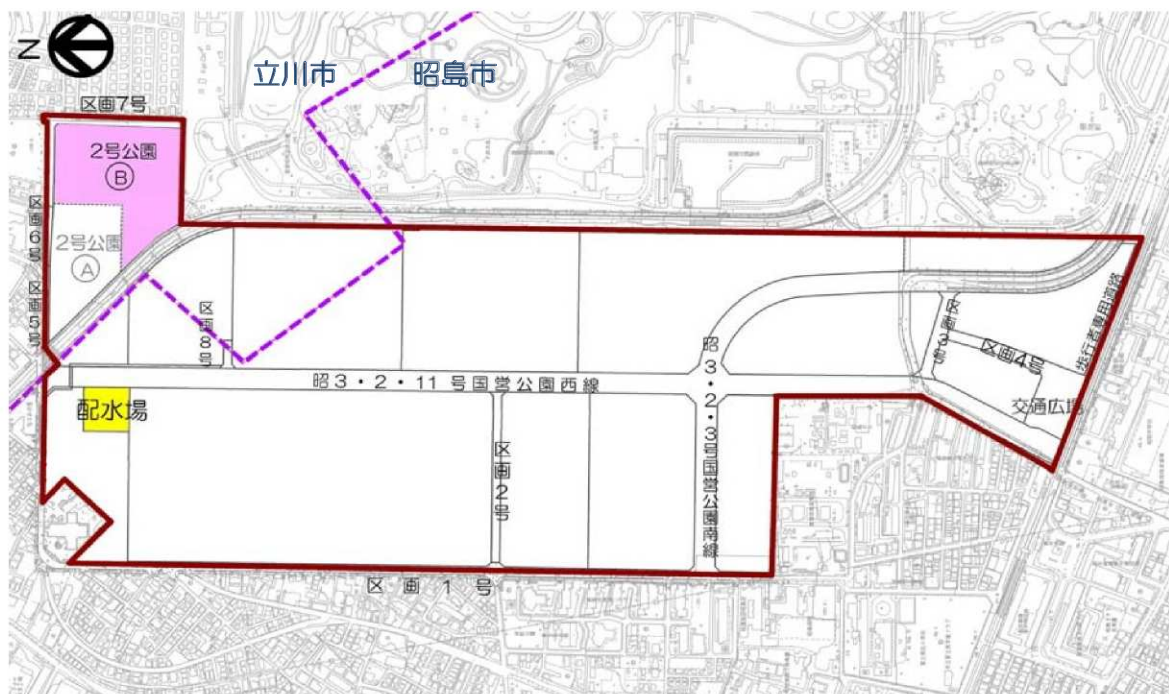 N
立川市
昭島市
区画7号
2号公園
B
区画6号
2号公園
A
区画5号
区画8号
昭3・2・11号国営公園西線
昭3・2・3号国営公園南線
区画3号
区画4号
歩行者専用道路
交通広場
配水場
区画2号
区画1号